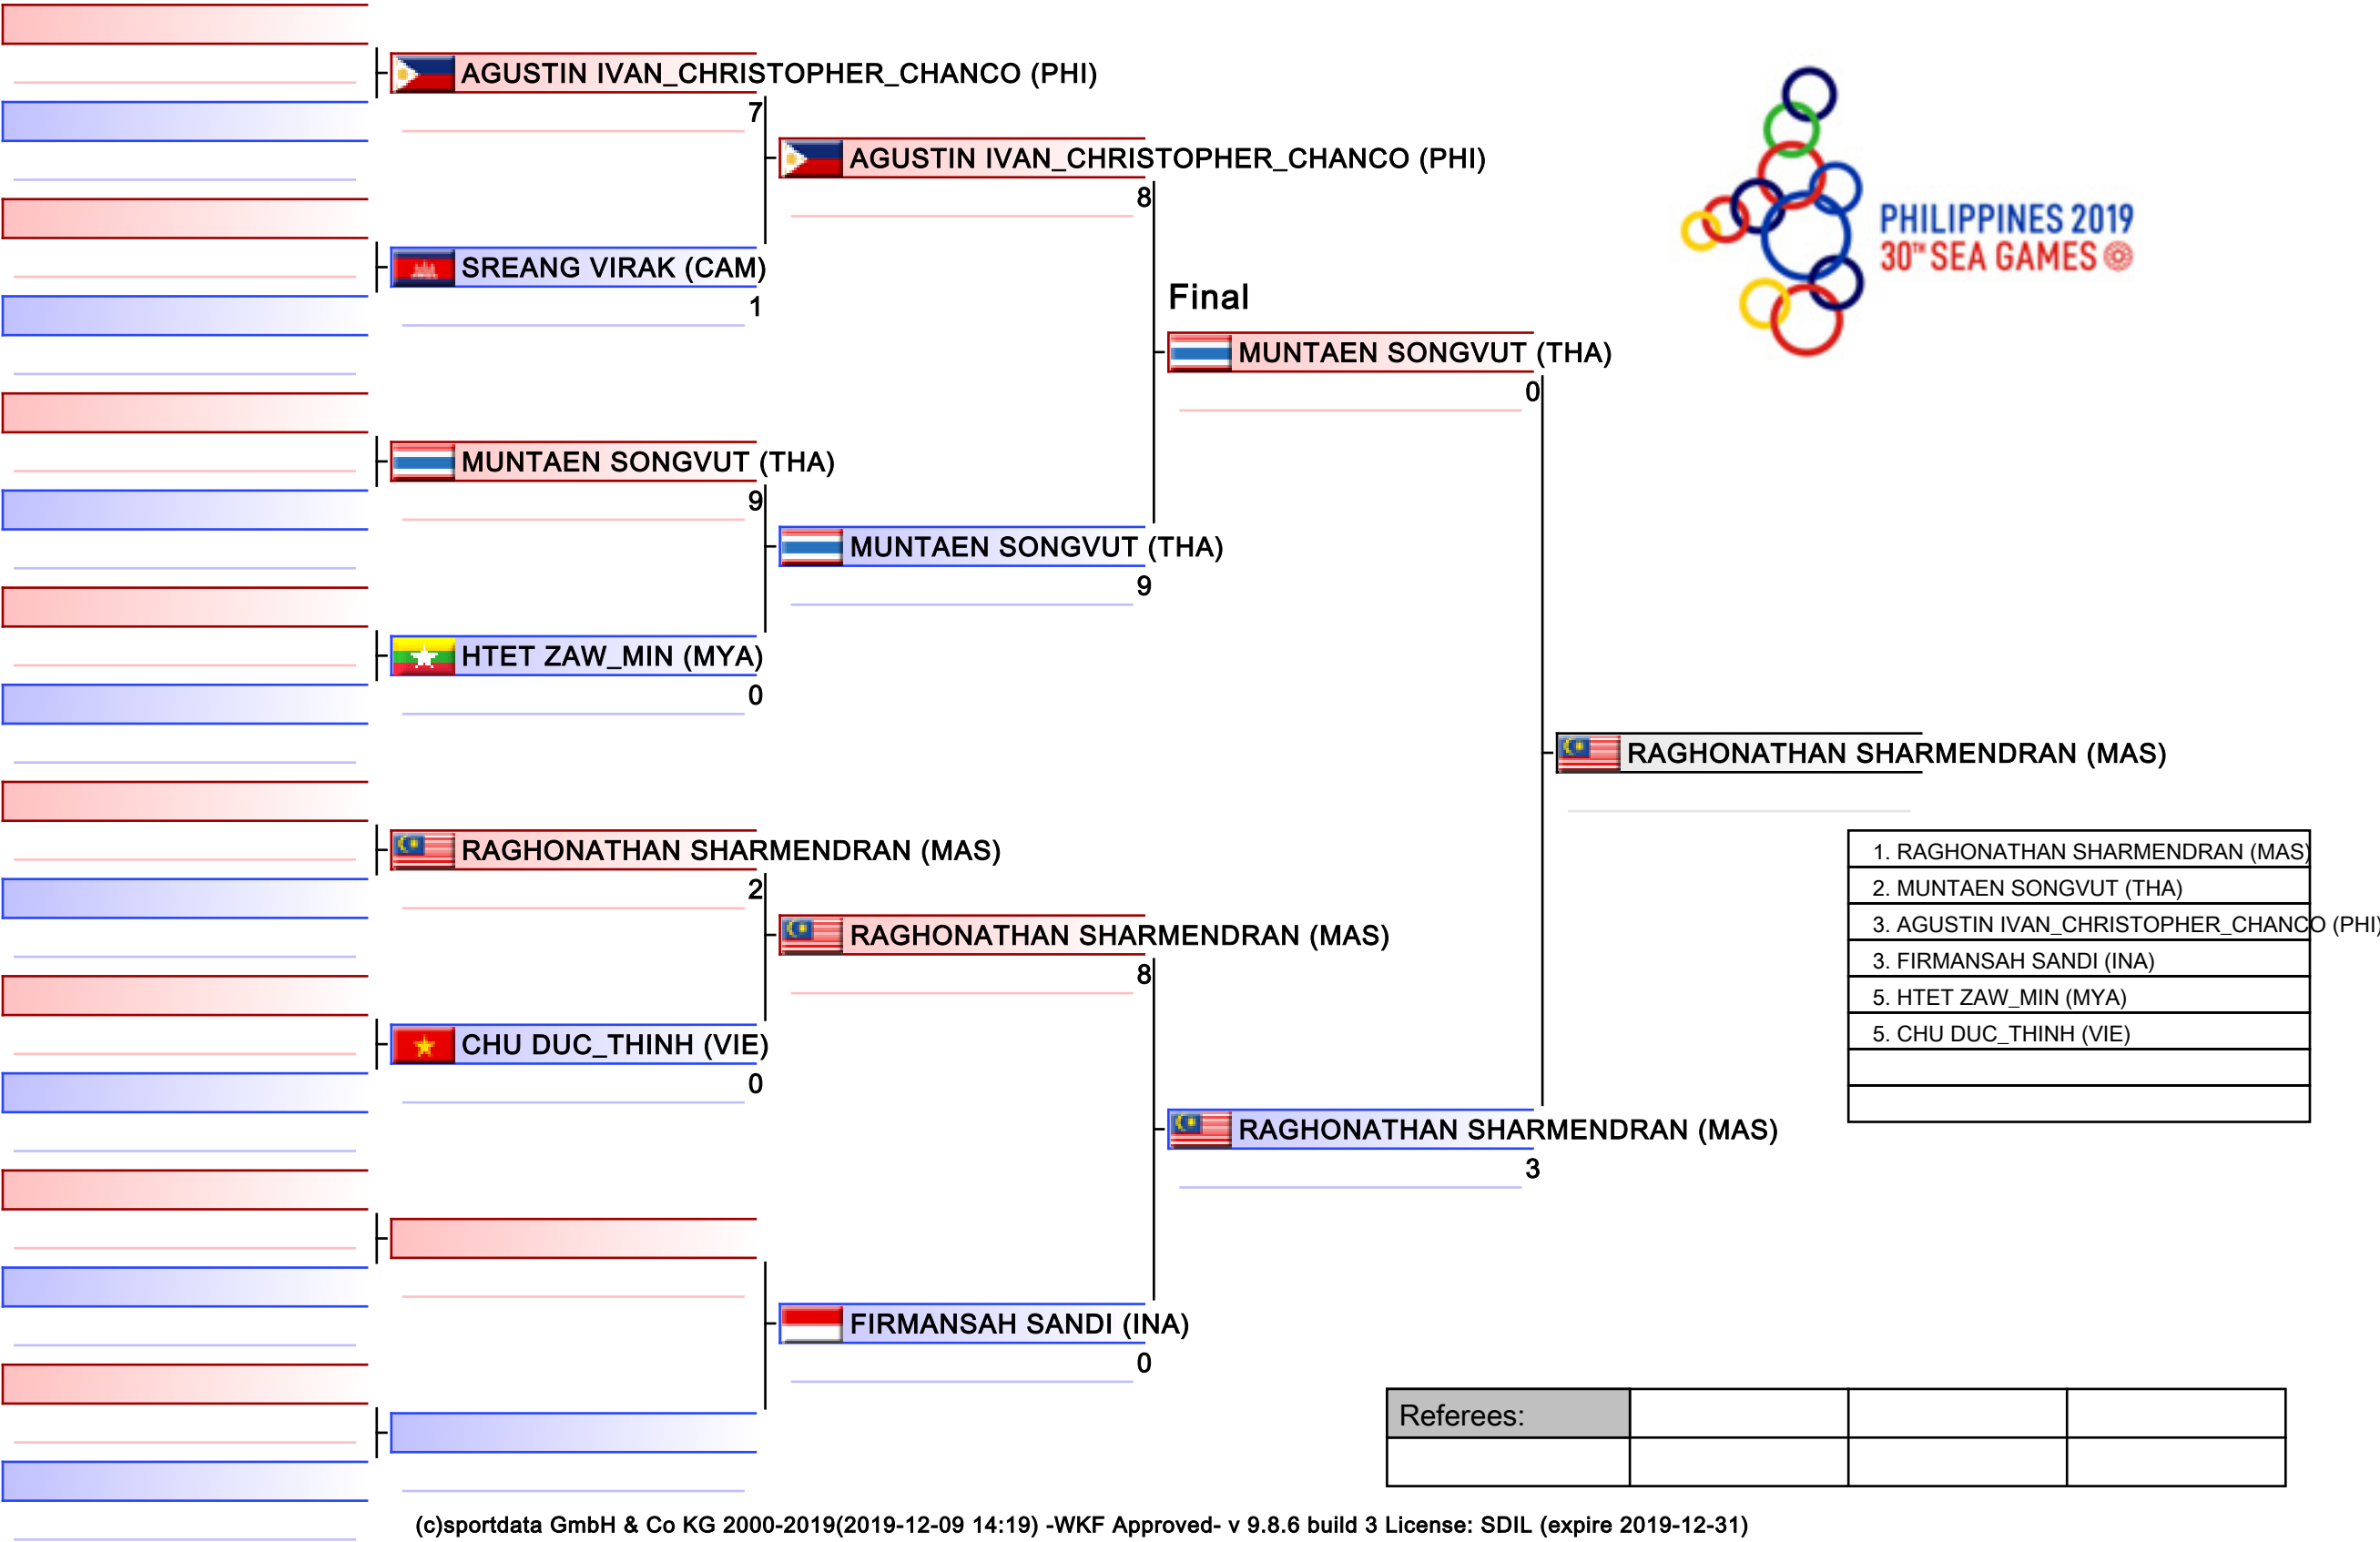 AGUSTIN IVAN_CHRISTOPHER_CHANCO (PHI)
7
AGUSTIN IVAN_CHRISTOPHER_CHANCO (PHI)
8
PHILIPPINES 2019
30TH SEA GAMES
SREANG VIRAK (CAM)
1
Final
MUNTAEN SONGVUT (THA)
0
MUNTAEN SONGVUT (THA)
9
MUNTAEN SONGVUT (THA)
9
HTET ZAW_MIN (MYA)
0
RAGHONATHAN SHARMENDRAN (MAS)
RAGHONATHAN SHARMENDRAN (MAS)
2
RAGHONATHAN SHARMENDRAN (MAS)
8
1. RAGHONATHAN SHARMENDRAN (MAS)
2. MUNTAEN SONGVUT (THA)
3. AGUSTIN IVAN_CHRISTOPHER_CHANCO (PHI)
3. FIRMANSAH SANDI (INA)
5. HTET ZAW_MIN (MYA)
5. CHU DUC_THINH (VIE)
CHU DUC_THINH (VIE)
0
RAGHONATHAN SHARMENDRAN (MAS)
3
FIRMANSAH SANDI (INA)
0
Referees:
(c)sportdata GmbH & Co KG 2000-2019(2019-12-09 14:19) -WKF Approved- v 9.8.6 build 3 License: SDIL (expire 2019-12-31)